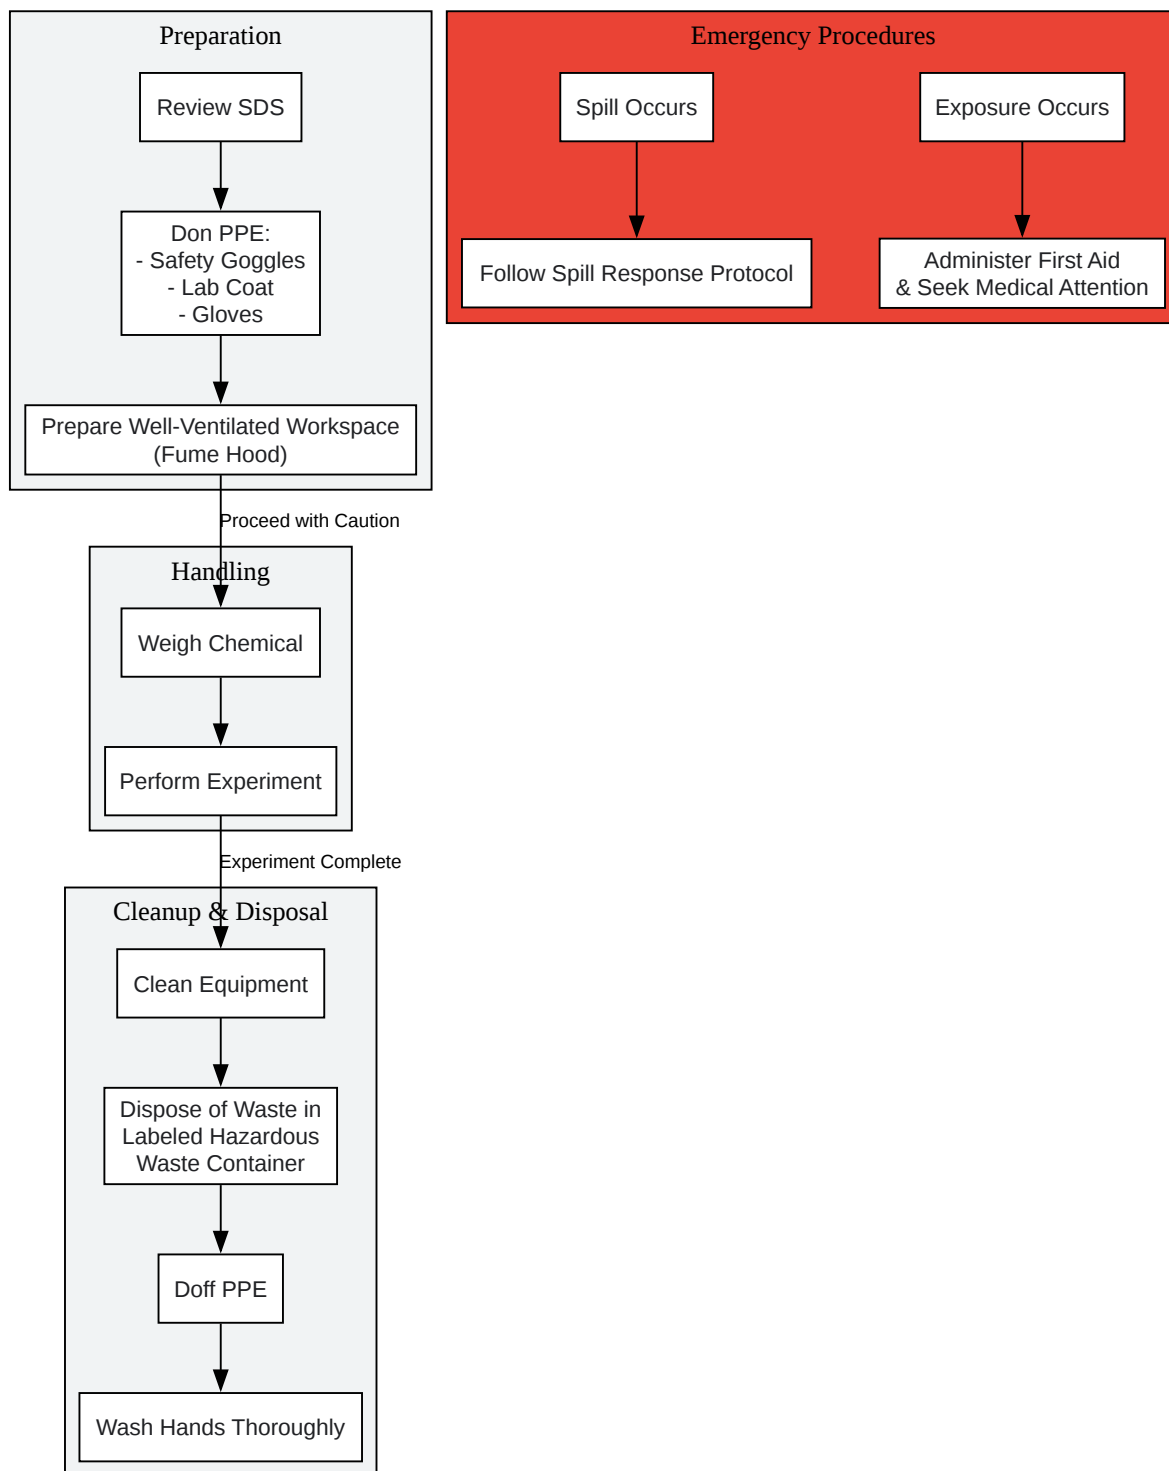 Preparation
Review SDS
Don PPE:
- Safety Goggles
- Lab Coat
- Gloves
Prepare Well-Ventilated Workspace
(Fume Hood)
Proceed with Caution
Handling
Weigh Chemical
Perform Experiment
Experiment Complete
Cleanup & Disposal
Clean Equipment
Dispose of Waste in
Labeled Hazardous
Waste Container
Doff PPE
Wash Hands Thoroughly
Emergency Procedures
Spill Occurs
Follow Spill Response Protocol
Exposure Occurs
Administer First Aid
& Seek Medical Attention